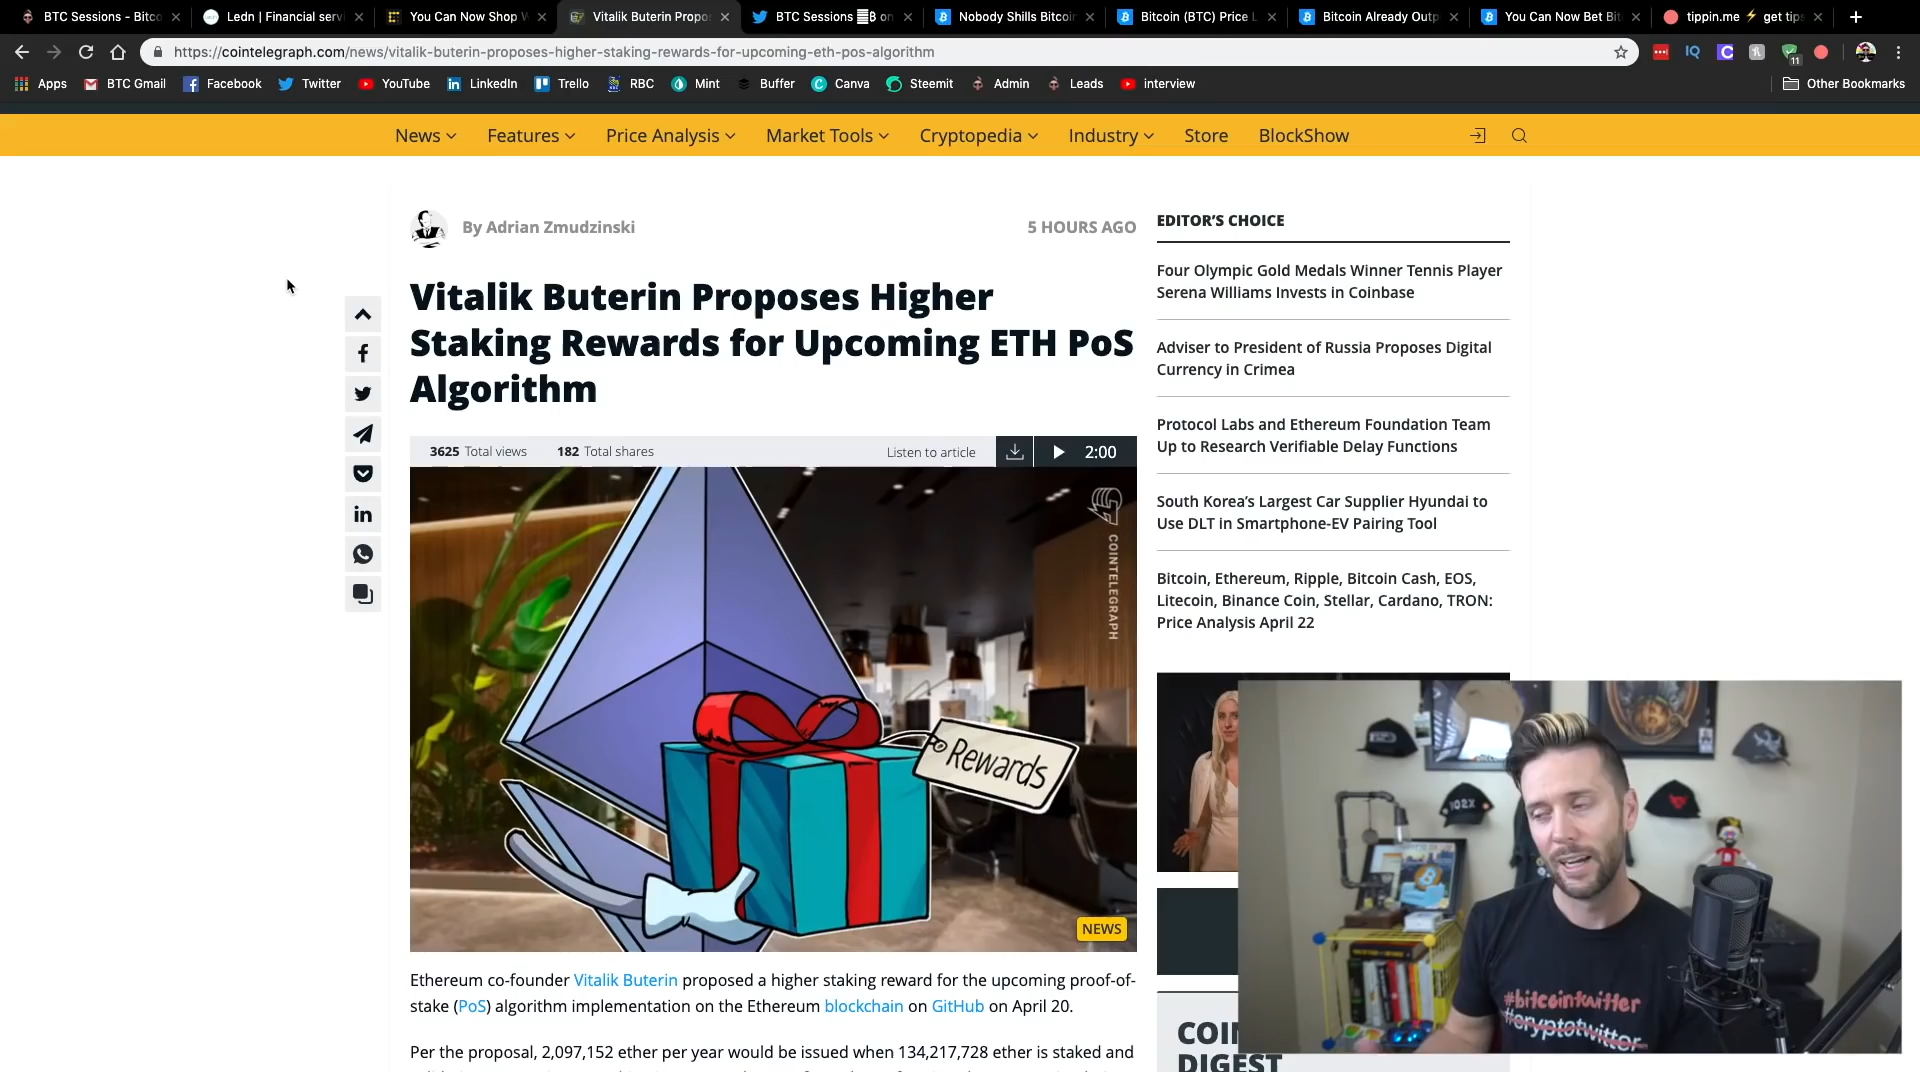 BTC Sessions - Bitco
Ledn | Financial servi
You Can Now Shop W
Vitalik Buterin Propos
BTC Sessions
on
Nobody Shills Bitcoin
Bitcoin (BTC) Price L
Bitcoin Already Outp
You Can Now Bet Bit
tippin.me ⚡ get tips
https://cointelegraph.com/news/vitalik-buterin-proposes-higher-staking-rewards-for-upcoming-eth-pos-algorithm
IQ
11
Apps
BTC Gmail
Facebook
Twitter
YouTube
LinkedIn
Trello
RBC
Mint
Buffer
Canva
Steemit
Admin
Leads
interview
Other Bookmarks
News
Features
Price Analysis
Market Tools
Cryptopedia
Industry
Store
BlockShow
By Adrian Zmudzinski
5 HOURS AGO
Vitalik Buterin Proposes Higher
Staking Rewards for Upcoming ETH PoS
Algorithm
3625 Total views
182 Total shares
Listen to article
2:00
COINTELEGRAPH
Rewards
NEWS
Ethereum co-founder Vitalik Buterin proposed a higher staking reward for the upcoming proof-of-
stake (PoS) algorithm implementation on the Ethereum blockchain on GitHub on April 20.
Per the proposal, 2,097,152 ether per year would be issued when 134,217,728 ether is staked and
EDITOR'S CHOICE
Four Olympic Gold Medals Winner Tennis Player
Serena Williams Invests in Coinbase
Adviser to President of Russia Proposes Digital
Currency in Crimea
Protocol Labs and Ethereum Foundation Team
Up to Research Verifiable Delay Functions
South Korea’s Largest Car Supplier Hyundai to
Use DLT in Smartphone-EV Pairing Tool
Bitcoin, Ethereum, Ripple, Bitcoin Cash, EOS,
Litecoin, Binance Coin, Stellar, Cardano, TRON:
Price Analysis April 22
COIN
DIGEST
#bitcointwitter
#cryptotwitter